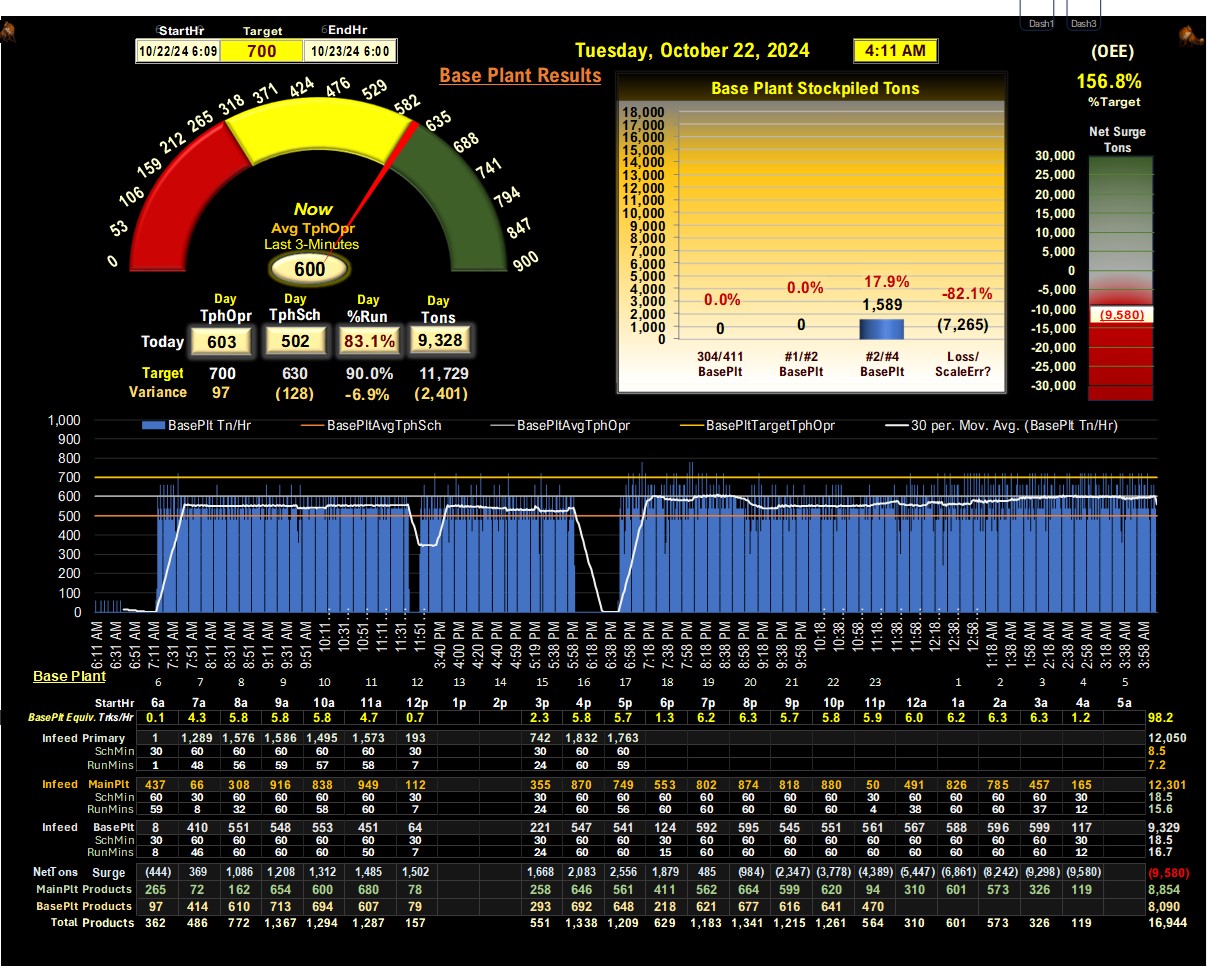 Dash1 Dash3
StartHr Target EndHr
10/22/24 6:09 700 10/23/24 6:00
Tuesday, October 22, 2024 4:11 AM
(OEE)
156.8%
%Target
Base Plant Results
0 53 106 159 212 265 318 371 424 476 529 582 635 688 741 794 847 900
Now
Avg TphOpr
Last 3-Minutes
600
Day Day Day Day
TphOpr TphSch %Run Tons
Today 603 502 83.1% 9,328
Target 700 630 90.0% 11,729
Variance 97 (128) -6.9% (2,401)
Base Plant Stockpiled Tons
18,000
17,000
16,000
15,000
14,000
13,000
12,000
11,000
10,000
9,000
8,000
7,000
6,000
5,000
4,000
3,000
2,000
1,000
0
0.0% 0.0% 17.9% -82.1%
0 0 1,589 (7,265)
304/411 #1/#2 #2/#4 Loss/
BasePlt BasePlt BasePlt ScaleErr?
Net Surge
Tons
30,000
25,000
20,000
15,000
10,000
5,000
0
-5,000
-10,000
(9,580)
-15,000
-20,000
-25,000
-30,000
BasePlt Tn/Hr BasePltAvgTphSch BasePltAvgTphOpr BasePltTargetTphOpr 30 per. Mov. Avg. (BasePlt Tn/Hr)
1,000
900
800
700
600
500
400
300
200
100
0
6:11 AM 6:31 AM 6:51 AM 7:11 AM 7:31 AM 7:51 AM 8:11 AM 8:31 AM 8:51 AM 9:11 AM 9:31 AM 9:51 AM 10:11... 10:31... 10:51... 11:11... 11:31... 11:51... 3:40 PM 4:00 PM 4:20 PM 4:40 PM 4:59 PM 5:19 PM 5:38 PM 5:58 PM 6:18 PM 6:38 PM 6:58 PM 7:18 PM 7:38 PM 7:58 PM 8:18 PM 8:38 PM 8:58 PM 9:18 PM 9:38 PM 9:58 PM 10:18... 10:38... 10:58... 11:18... 11:38... 11:58... 12:18... 12:38... 12:58... 1:18 AM 1:38 AM 1:58 AM 2:18 AM 2:38 AM 2:58 AM 3:18 AM 3:38 AM 3:58 AM
Base Plant
6 7 8 9 10 11 12 13 14 15 16 17 18 19 20 21 22 23 1 2 3 4 5
StartHr 6a 7a 8a 9a 10a 11a 12p 1p 2p 3p 4p 5p 6p 7p 8p 9p 10p 11p 12a 1a 2a 3a 4a 5a
BasePlt Equiv. Trks/Hr 0.1 4.3 5.8 5.8 5.8 4.7 0.7 2.3 5.8 5.7 1.3 6.2 6.3 5.7 5.8 5.9 6.0 6.2 6.3 6.3 1.2 98.2
Infeed Primary 1 1,289 1,576 1,586 1,495 1,573 193 742 1,832 1,763 12,050
SchMin 30 60 60 60 60 60 30 30 60 60 8.5
RunMins 1 48 56 59 57 58 7 24 60 59 7.2
Infeed MainPlt 437 66 308 916 838 949 112 355 870 749 553 802 874 818 880 50 491 826 785 457 165 12,301
SchMin 60 30 30 60 60 60 30 30 60 60 60 60 60 60 60 30 60 60 60 60 30 18.5
RunMins 59 8 32 60 58 60 7 24 60 56 60 60 60 60 60 4 38 60 60 37 12 15.6
Infeed BasePlt 8 410 551 548 553 451 64 221 547 541 124 592 595 545 551 561 567 588 596 599 117 9,329
SchMin 30 60 60 60 60 60 30 30 60 60 30 60 60 60 60 60 60 60 60 60 30 18.5
RunMins 8 46 60 60 60 50 7 24 60 60 15 60 60 60 60 60 60 60 60 60 12 16.7
NetTons Surge (444) 369 1,086 1,208 1,312 1,485 1,502 1,668 2,083 2,556 1,879 485 (984) (2,347) (3,778) (4,389) (5,447) (6,861) (8,242) (9,298) (9,580) (9,580)
MainPlt Products 265 72 162 654 600 680 78 258 646 561 411 562 664 599 620 94 310 601 573 326 119 8,854
BasePlt Products 97 414 610 713 694 607 79 293 692 648 218 621 677 616 641 470 8,090
Total Products 362 486 772 1,367 1,294 1,287 157 551 1,338 1,209 629 1,183 1,341 1,215 1,261 564 310 601 573 326 119 16,944